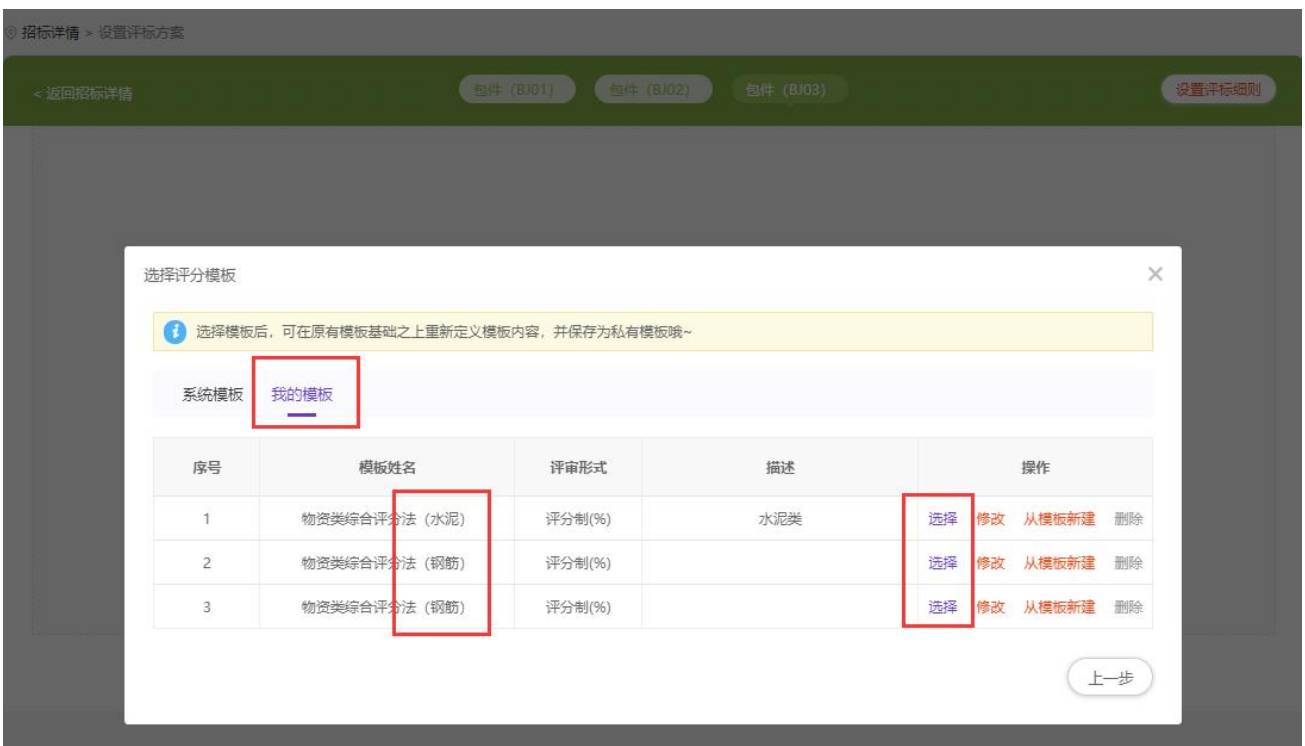 招标详情 > 设置评标方案
< 返回招标详情 包件（BJ01） 包件（BJ02） 包件（BJ03） 设置评标细则
选择评分模板
选择模板后，可在原有模板基础之上重新定义模板内容，并保存为私有模板哦~
系统模板 我的模板
序号 模板姓名 评审形式 描述 操作
1 物资类综合评分法（水泥） 评分制(%) 水泥类 选择 修改 从模板新建 删除
2 物资类综合评分法（钢筋） 评分制(%) 选择 修改 从模板新建 删除
3 物资类综合评分法（钢筋） 评分制(%) 选择 修改 从模板新建 删除
上一步